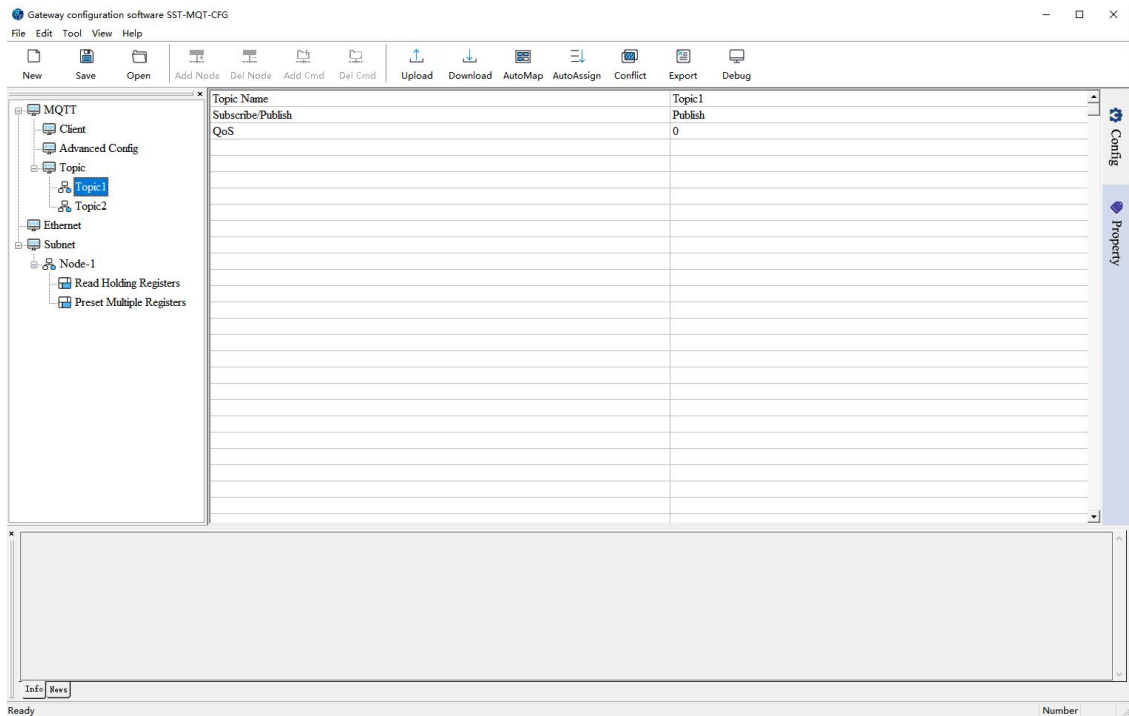 Gateway configuration software SST-MQT-CFG
File Edit Tool View Help
New Save Open Add Node Del Node Add Cmd Del Cmd Upload Download AutoMap AutoAssign Conflict Export Debug
MQTT
Client
Advanced Config
Topic
Topic1
Topic2
Ethernet
Subnet
Node-1
Read Holding Registers
Preset Multiple Registers
Topic Name Topic1
Subscribe/Publish Publish
QoS 0
Config
Property
Info News
Ready Number